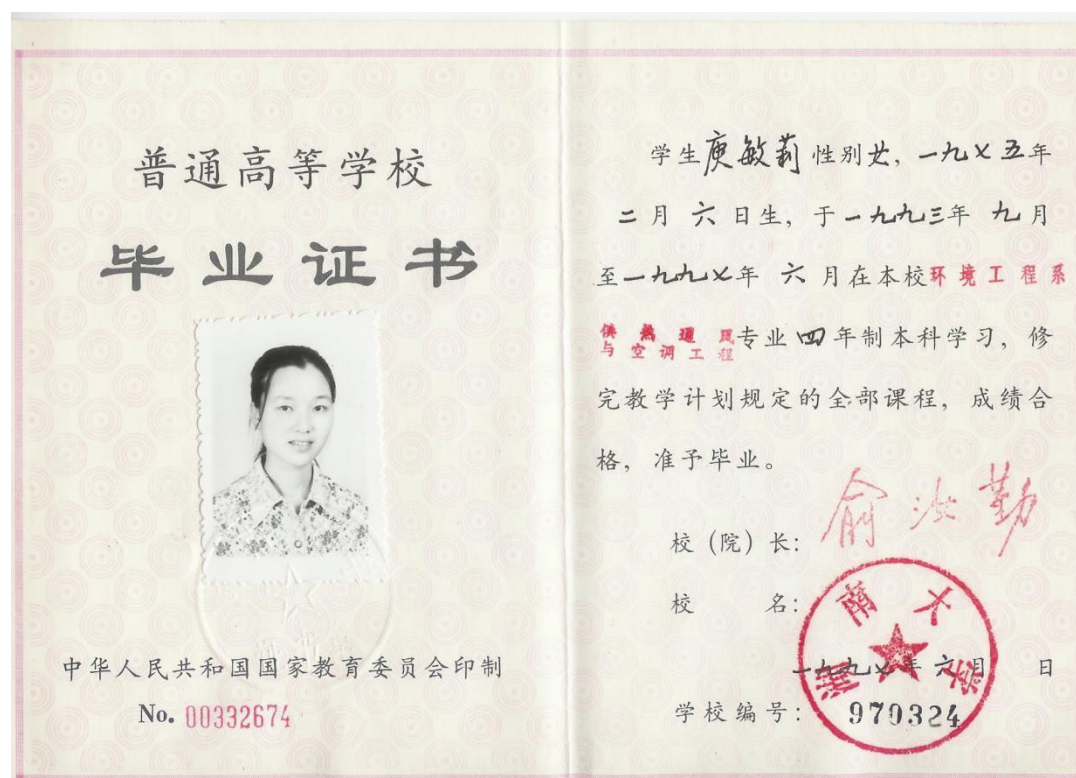 普通高等学校
毕业证书
中华人民共和国国家教育委员会印制
No. 00332674
学生庾敏莉性别女，一九七五年
二月六日生，于一九九三年九月
至一九九七年六月在本校环境工程系
供热通风与空调工程专业四年制本科学习，修
完教学计划规定的全部课程，成绩合
格，准予毕业。
校（院）长：俞汝勤
校名：湖南大学
一九九七年六月 日
学校编号：970324